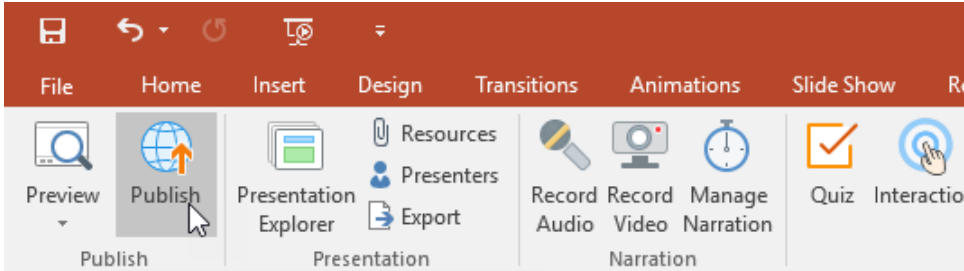 File Home Insert Design Transitions Animations Slide Show
Resources
Presenters
Export
Preview Publish Presentation Record Record Manage Quiz
Explorer Audio Video Narration
Publish Presentation Narration